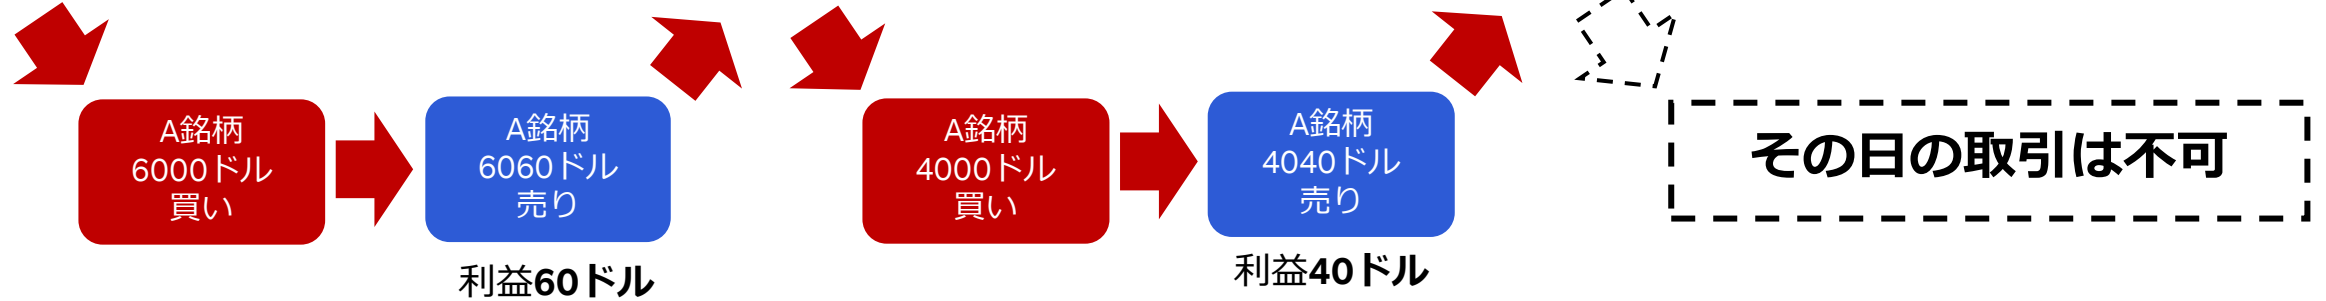 A銘柄
6000ドル
買い
A銘柄
6060ドル
売り
利益60ドル
A銘柄
4000ドル
買い
A銘柄
4040ドル
売り
利益40ドル
その日の取引は不可